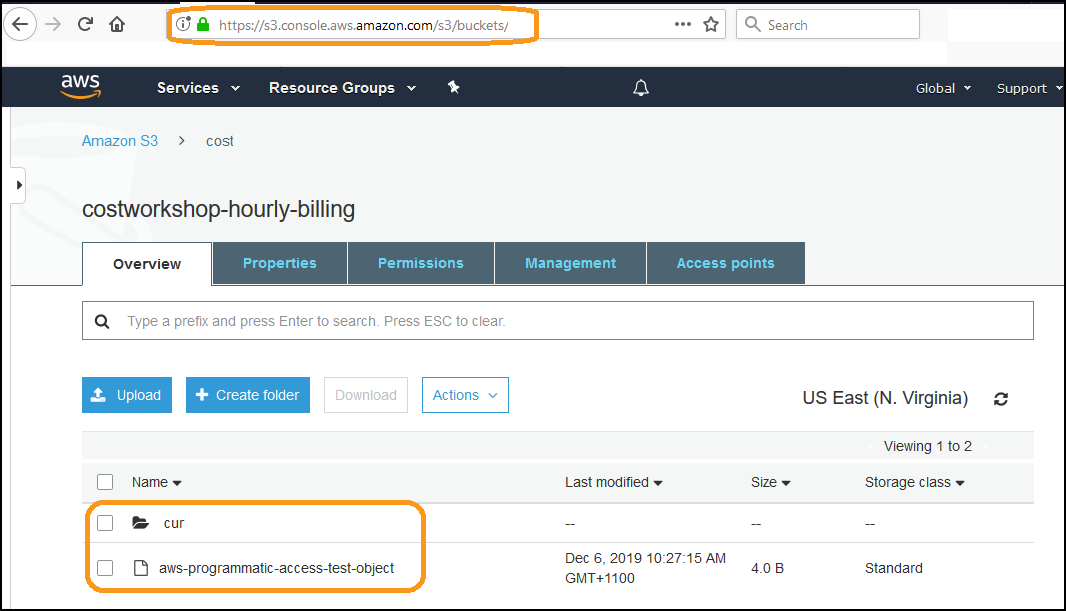 https://s3.console.aws.amazon.com/s3/buckets/
Search
aws
Services
Resource Groups
Global
Support
Amazon S3
cost
costworkshop-hourly-billing
Overview
Properties
Permissions
Management
Access points
Type a prefix and press Enter to search. Press ESC to clear.
Upload
Create folder
Download
Actions
US East (N. Virginia)
Viewing 1 to 2
Name
Last modified
Size
Storage class
cur
--
--
--
aws-programmatic-access-test-object
Dec 6, 2019 10:27:15 AM
GMT+1100
4.0 B
Standard